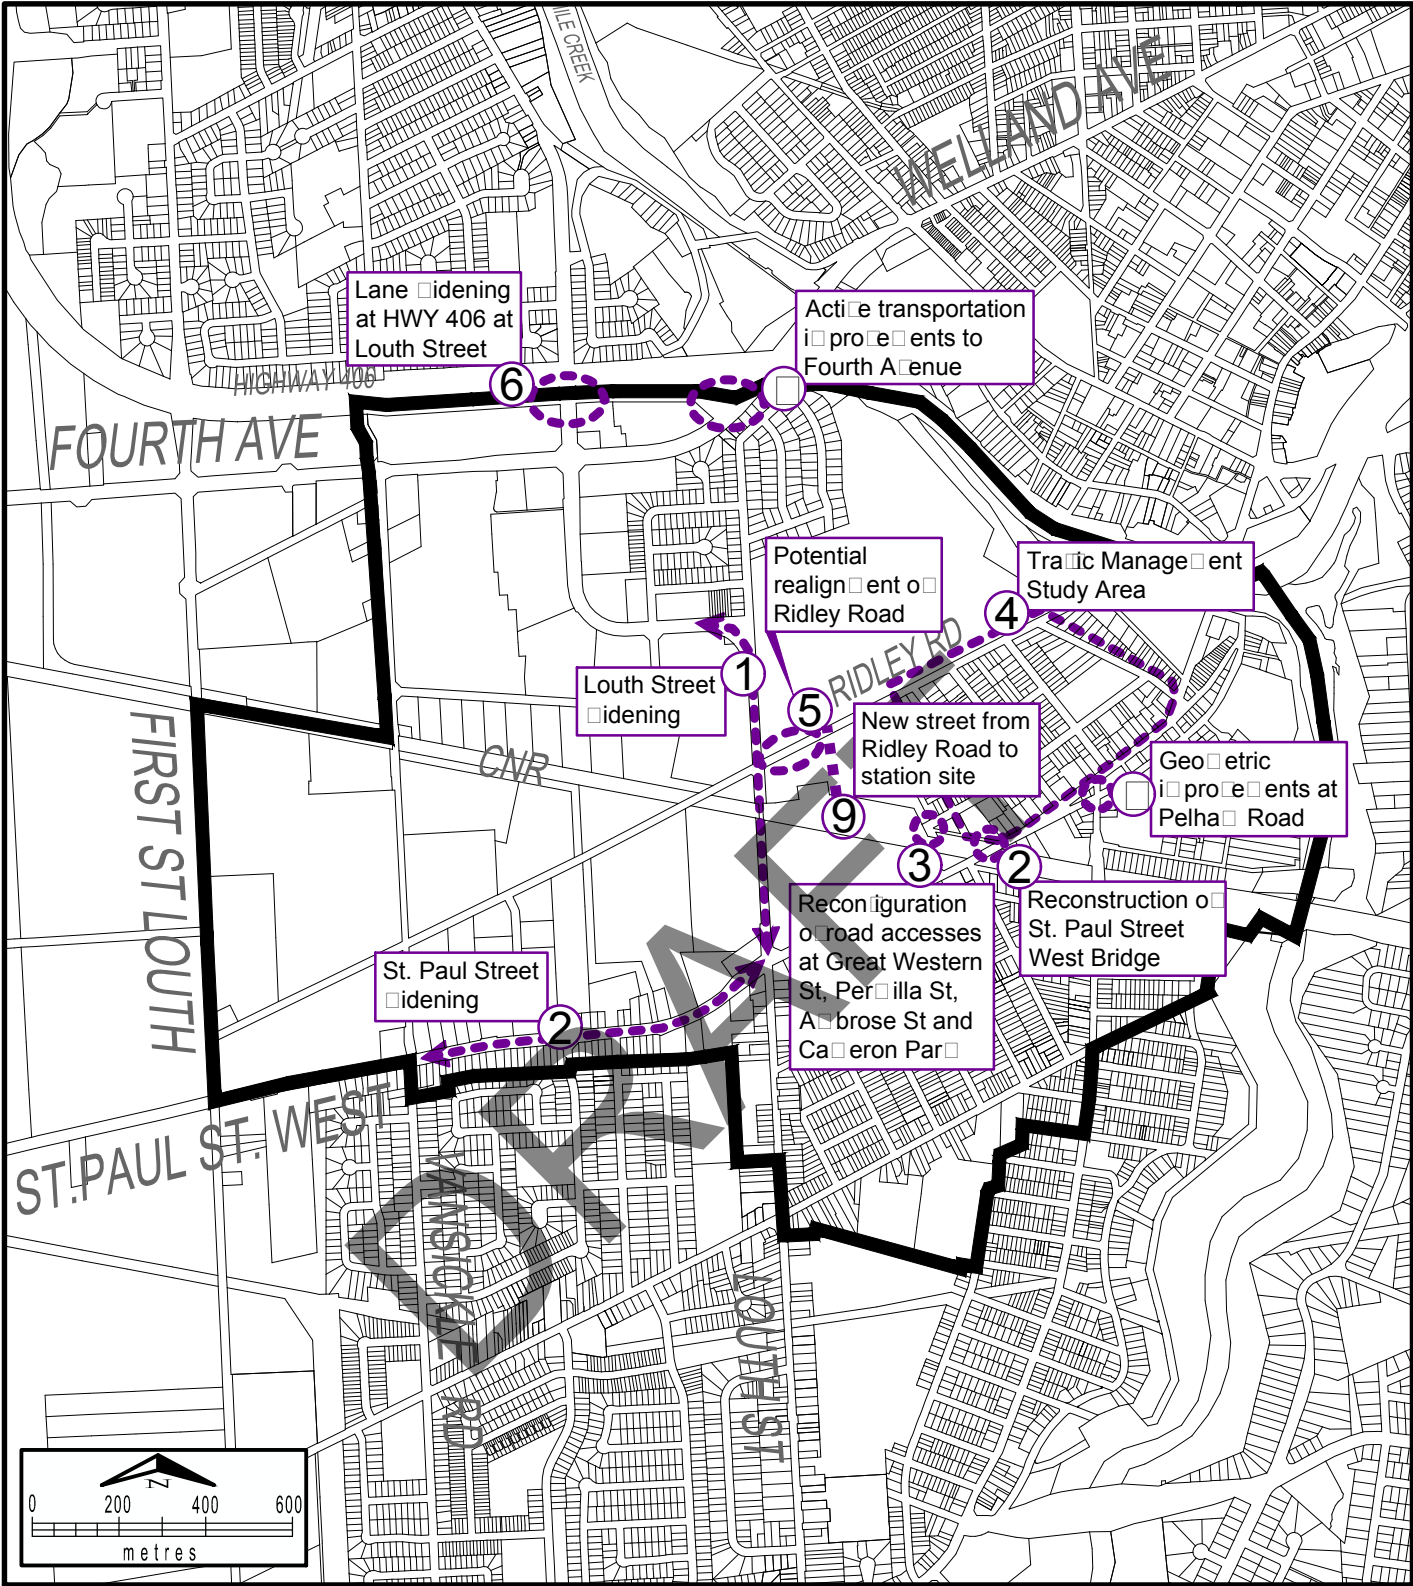 MILE CREEK
WELLAND AVE
Lane □idening
at HWY 406 at
Louth Street
Acti□e transportation
i□pro□e□ents to
Fourth A□enue
HIGHWAY 406
6
□
FOURTH AVE
Potential
realign□ent o□
Ridley Road
Tra□ic Manage□ent
Study Area
4
1
RIDLEY RD
Louth Street
□idening
5
New street from
Ridley Road to
station site
FIRST ST LOUTH
CNR
Geo□etric
i□pro□e□ents at
Pelha□ Road
□
9
3
2
Recon□iguration
o□road accesses
at Great Western
St, Per□illa St,
A□brose St and
Ca□eron Par□
Reconstruction o□
St. Paul Street
West Bridge
St. Paul Street
□idening
2
DRAFT
ST.PAUL ST. WEST
VANSICKLE RD
LOUTH ST
N
0 200 400 600
metres